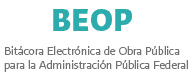 BEOP
Bitácora Electrónica de Obra Pública
para la Administración Pública Federal